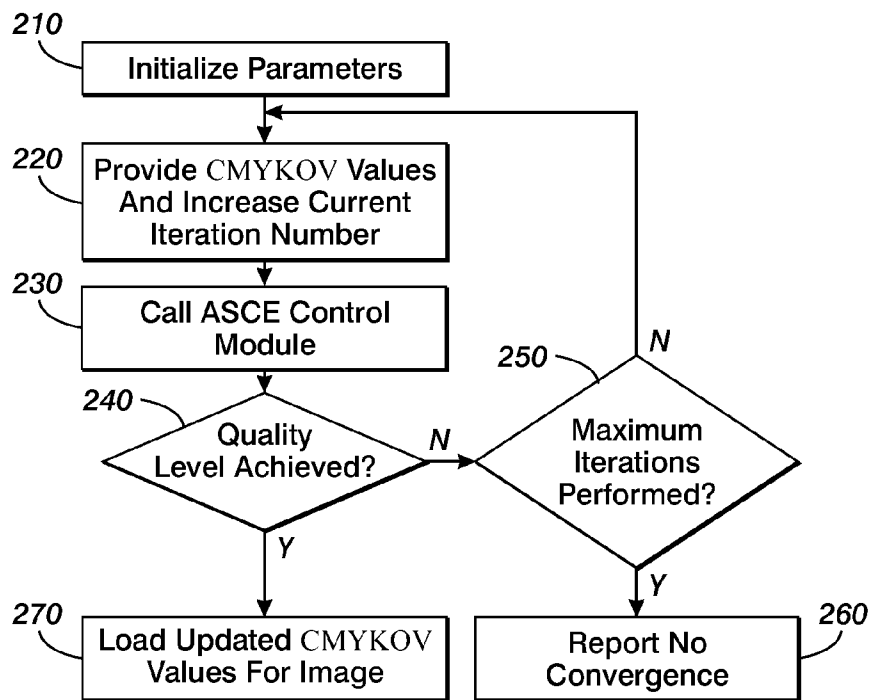 210
Initialize Parameters
220
Provide CMYKOV Values
And Increase Current
Iteration Number
230
Call ASCE Control
Module
240
Quality
Level Achieved?
N
Y
250
Maximum
Iterations
Performed?
N
Y
270
Load Updated CMYKOV
Values For Image
Report No
Convergence
260